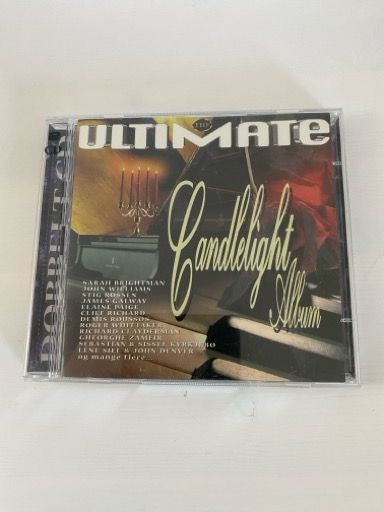 THE
ULTIMATE
Candlelight
Album
SARAH BRIGHTMAN
JOHN WILLIAMS
STIG ROSSEN
JAMES GALWAY
ELAINE PAIGE
CLIFF RICHARD
DEMIS ROUSSOS
ROGER WHITTAKER
RICHARD CLAYDERMAN
GHEORGHE ZAMFIR
SEBASTIAN & SISSEL KYRKJEBØ
LENE SIEL & JOHN DENVER
og mange flere...
DOBBELT-CD